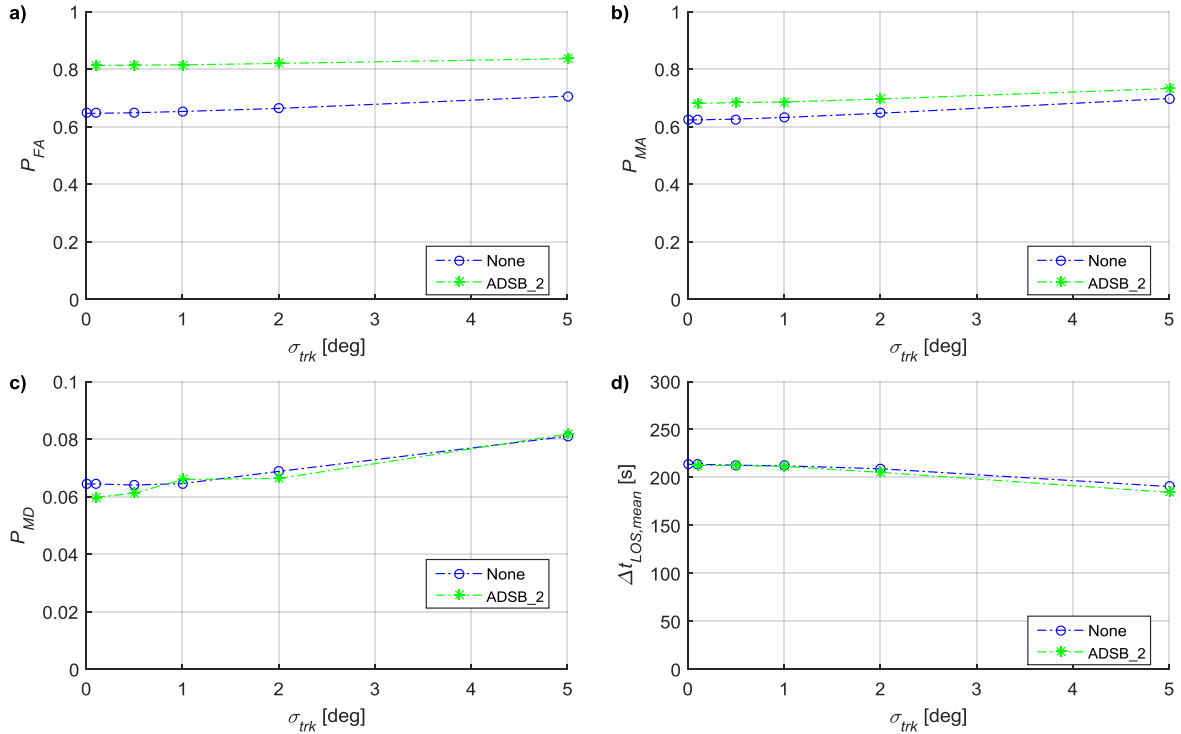 a)
1
0.8
0.6
0.4
0.2
0
P_FA
None
ADSB_2
0 1 2 3 4 5
σ_trk [deg]
b)
1
0.8
0.6
0.4
0.2
0
P_MA
None
ADSB_2
0 1 2 3 4 5
σ_trk [deg]
c)
0.1
0.08
0.06
0.04
0.02
0
P_MD
None
ADSB_2
0 1 2 3 4 5
σ_trk [deg]
d)
300
250
200
150
100
50
0
Δt_LOS,mean [s]
None
ADSB_2
0 1 2 3 4 5
σ_trk [deg]